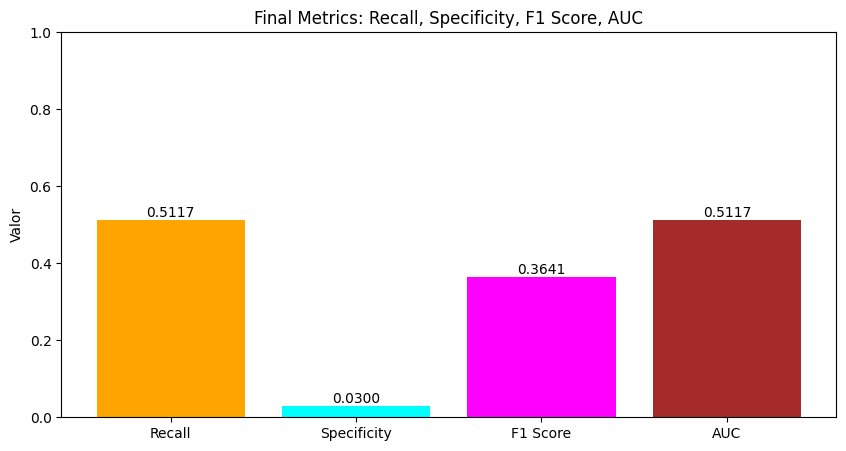 Final Metrics: Recall, Specificity, F1 Score, AUC
Valor
1.0
0.8
0.6
0.4
0.2
0.0
0.5117
0.0300
0.3641
0.5117
Recall
Specificity
F1 Score
AUC